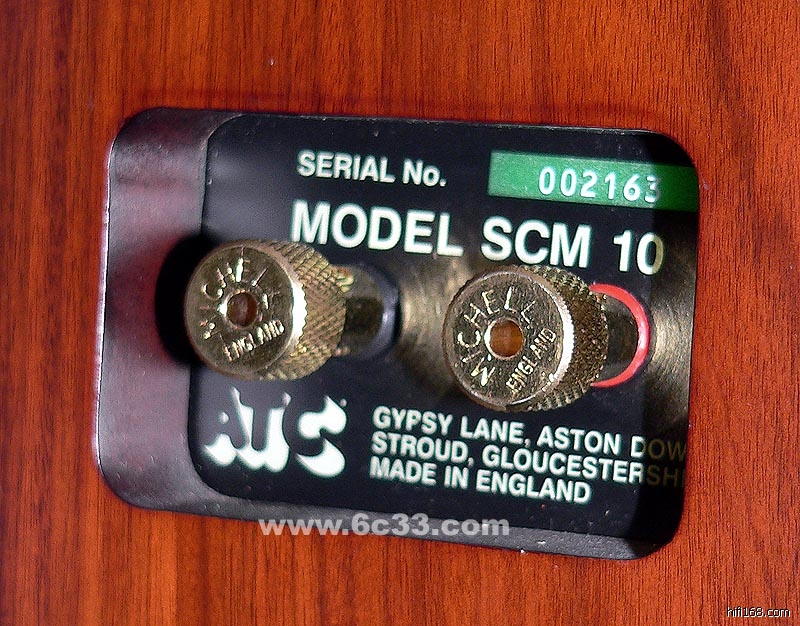 SERIAL No. 002163
MODEL SCM 10
MICHELL
ENGLAND
MICHELL
ENGLAND
ATC
GYPSY LANE, ASTON DOW
STROUD, GLOUCESTERSHI
MADE IN ENGLAND
www.6c33.com
hifi168.com